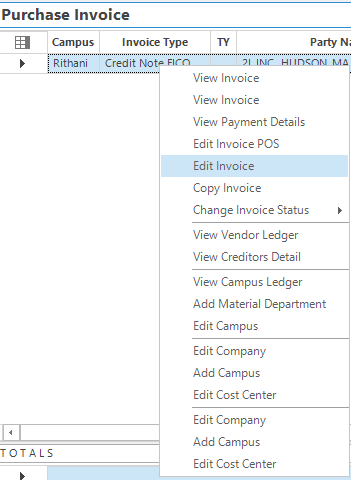 Purchase Invoice
Campus Invoice Type TY Party Na
Rithani Credit Note FICO 2J, INC. HUDSON, MA
View Invoice
View Invoice
View Payment Details
Edit Invoice POS
Edit Invoice
Copy Invoice
Change Invoice Status
View Vendor Ledger
View Creditors Detail
View Campus Ledger
Add Material Department
Edit Campus
Edit Company
Add Campus
Edit Cost Center
Edit Company
Add Campus
Edit Cost Center
TOTALS